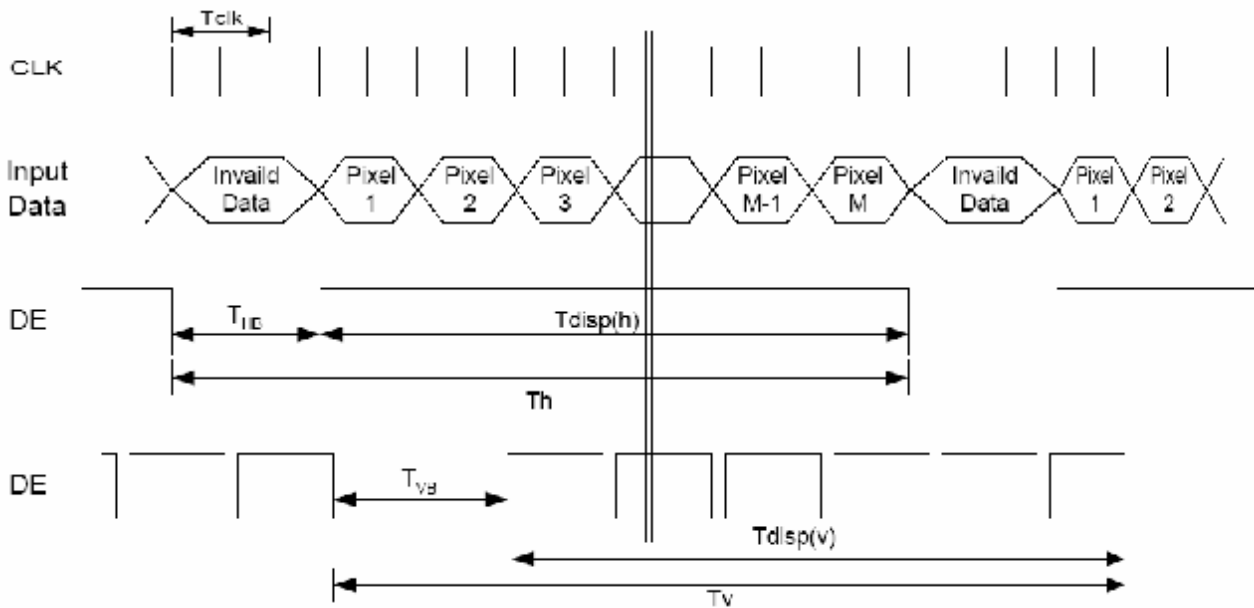 Tclk
CLK
Input
Data
Invaild
Data
Pixel
1
Pixel
2
Pixel
3
Pixel
M-1
Pixel
M
Invaild
Data
Pixel
1
Pixel
2
DE
THB
Tdisp(h)
Th
DE
TVB
Tdisp(v)
Tv